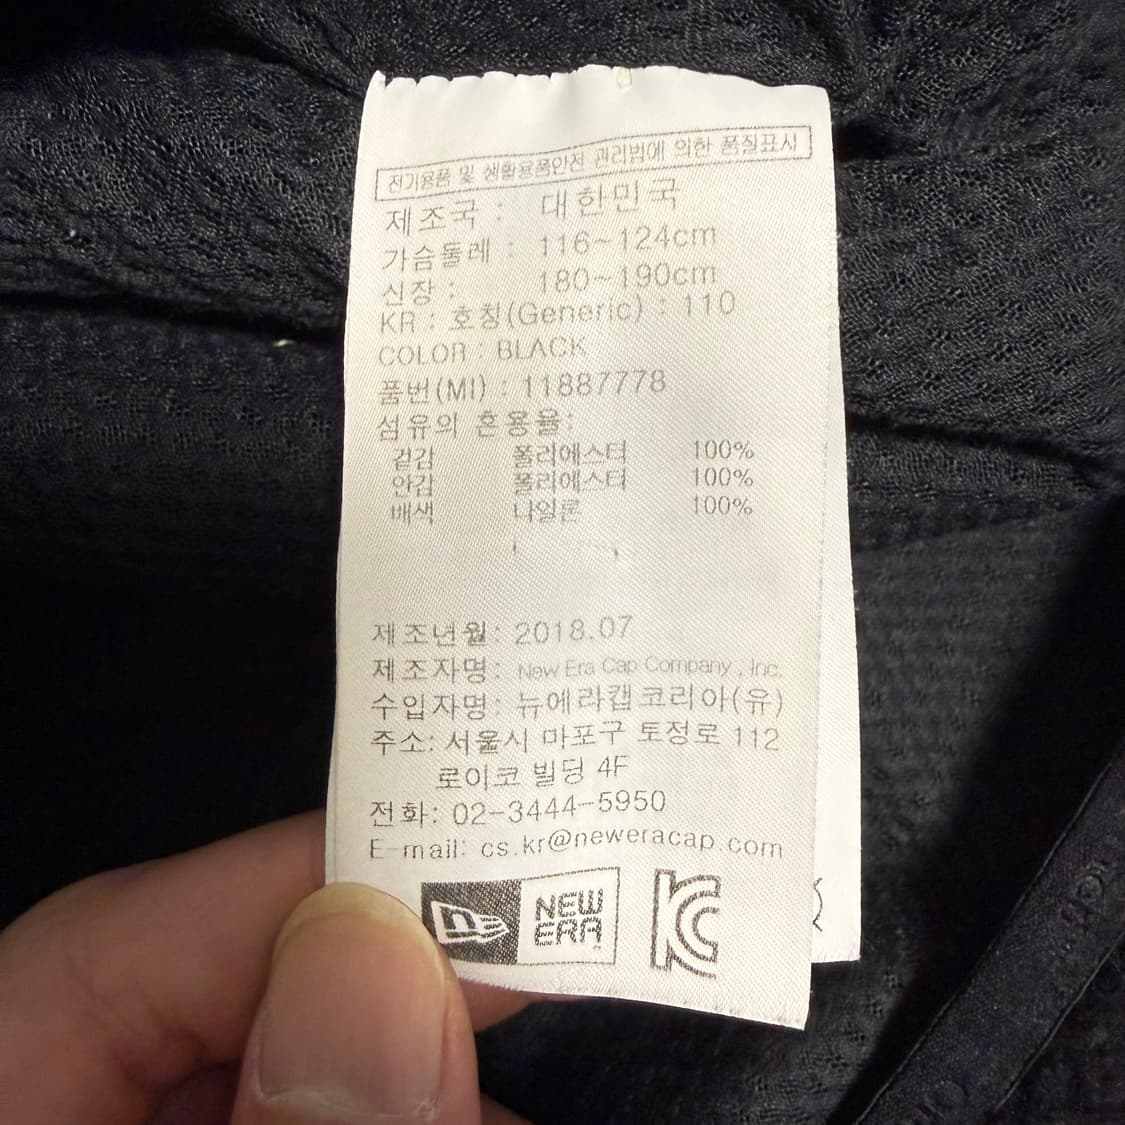 전기용품 및 생활용품안전 관리법에 의한 품질표시
제조국 : 대한민국
가슴둘레 : 116~124cm
신장 : 180~190cm
KR : 호칭(Generic) : 110
COLOR : BLACK
품번(MI) : 11887778
섬유의 혼용율:
겉감 폴리에스터 100%
안감 폴리에스터 100%
배색 나일론 100%
제조년월: 2018.07
제조자명: New Era Cap Company, Inc.
수입자명: 뉴에라캡코리아(유)
주소: 서울시 마포구 토정로 112
로이코 빌딩 4F
전화: 02-3444-5950
E-mail: cs.kr@neweracap.com
NEW
ERA